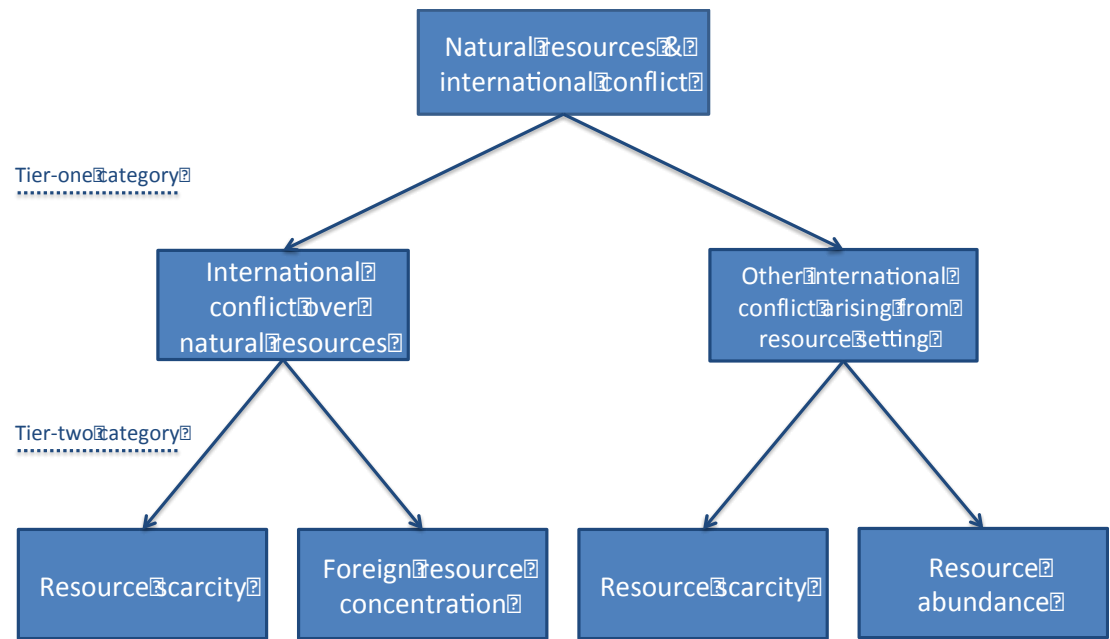 Natural resources &
international conflict
Tier-one category
International
conflict over
natural resources
Other international
conflict arising from
resource setting
Tier-two category
Resource scarcity
Foreign resource
concentration
Resource scarcity
Resource
abundance